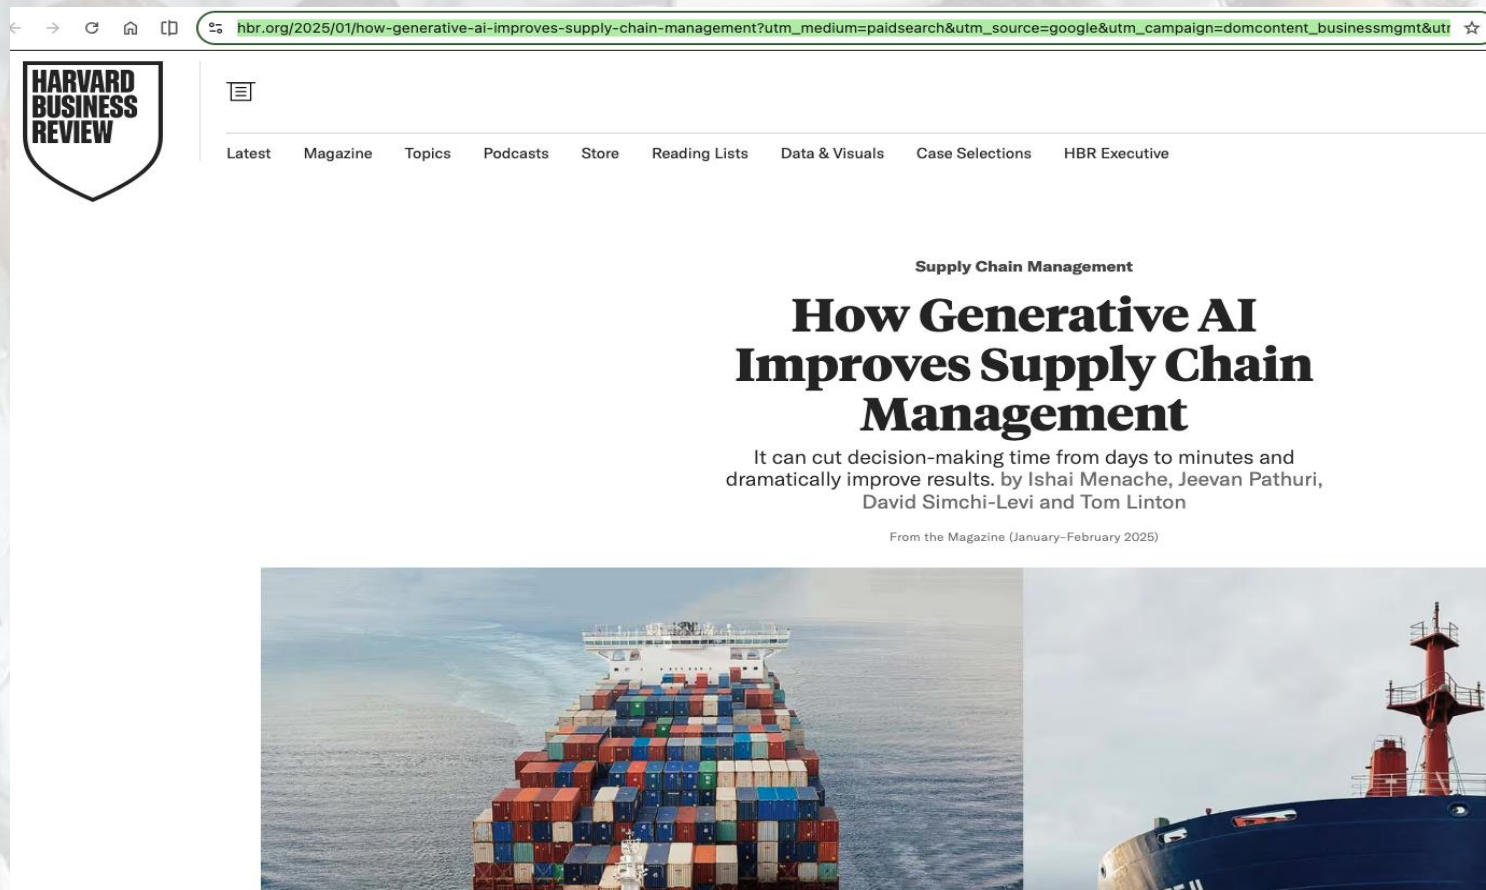 hbr.org/2025/01/how-generative-ai-improves-supply-chain-management?utm_medium=paidsearch&utm_source=google&utm_campaign=domcontent_businessmgmt&utm
HARVARD
BUSINESS
REVIEW
Latest Magazine Topics Podcasts Store Reading Lists Data & Visuals Case Selections HBR Executive
Supply Chain Management
How Generative AI
Improves Supply Chain
Management
It can cut decision-making time from days to minutes and
dramatically improve results. by Ishai Menache, Jeevan Pathuri,
David Simchi-Levi and Tom Linton
From the Magazine (January–February 2025)